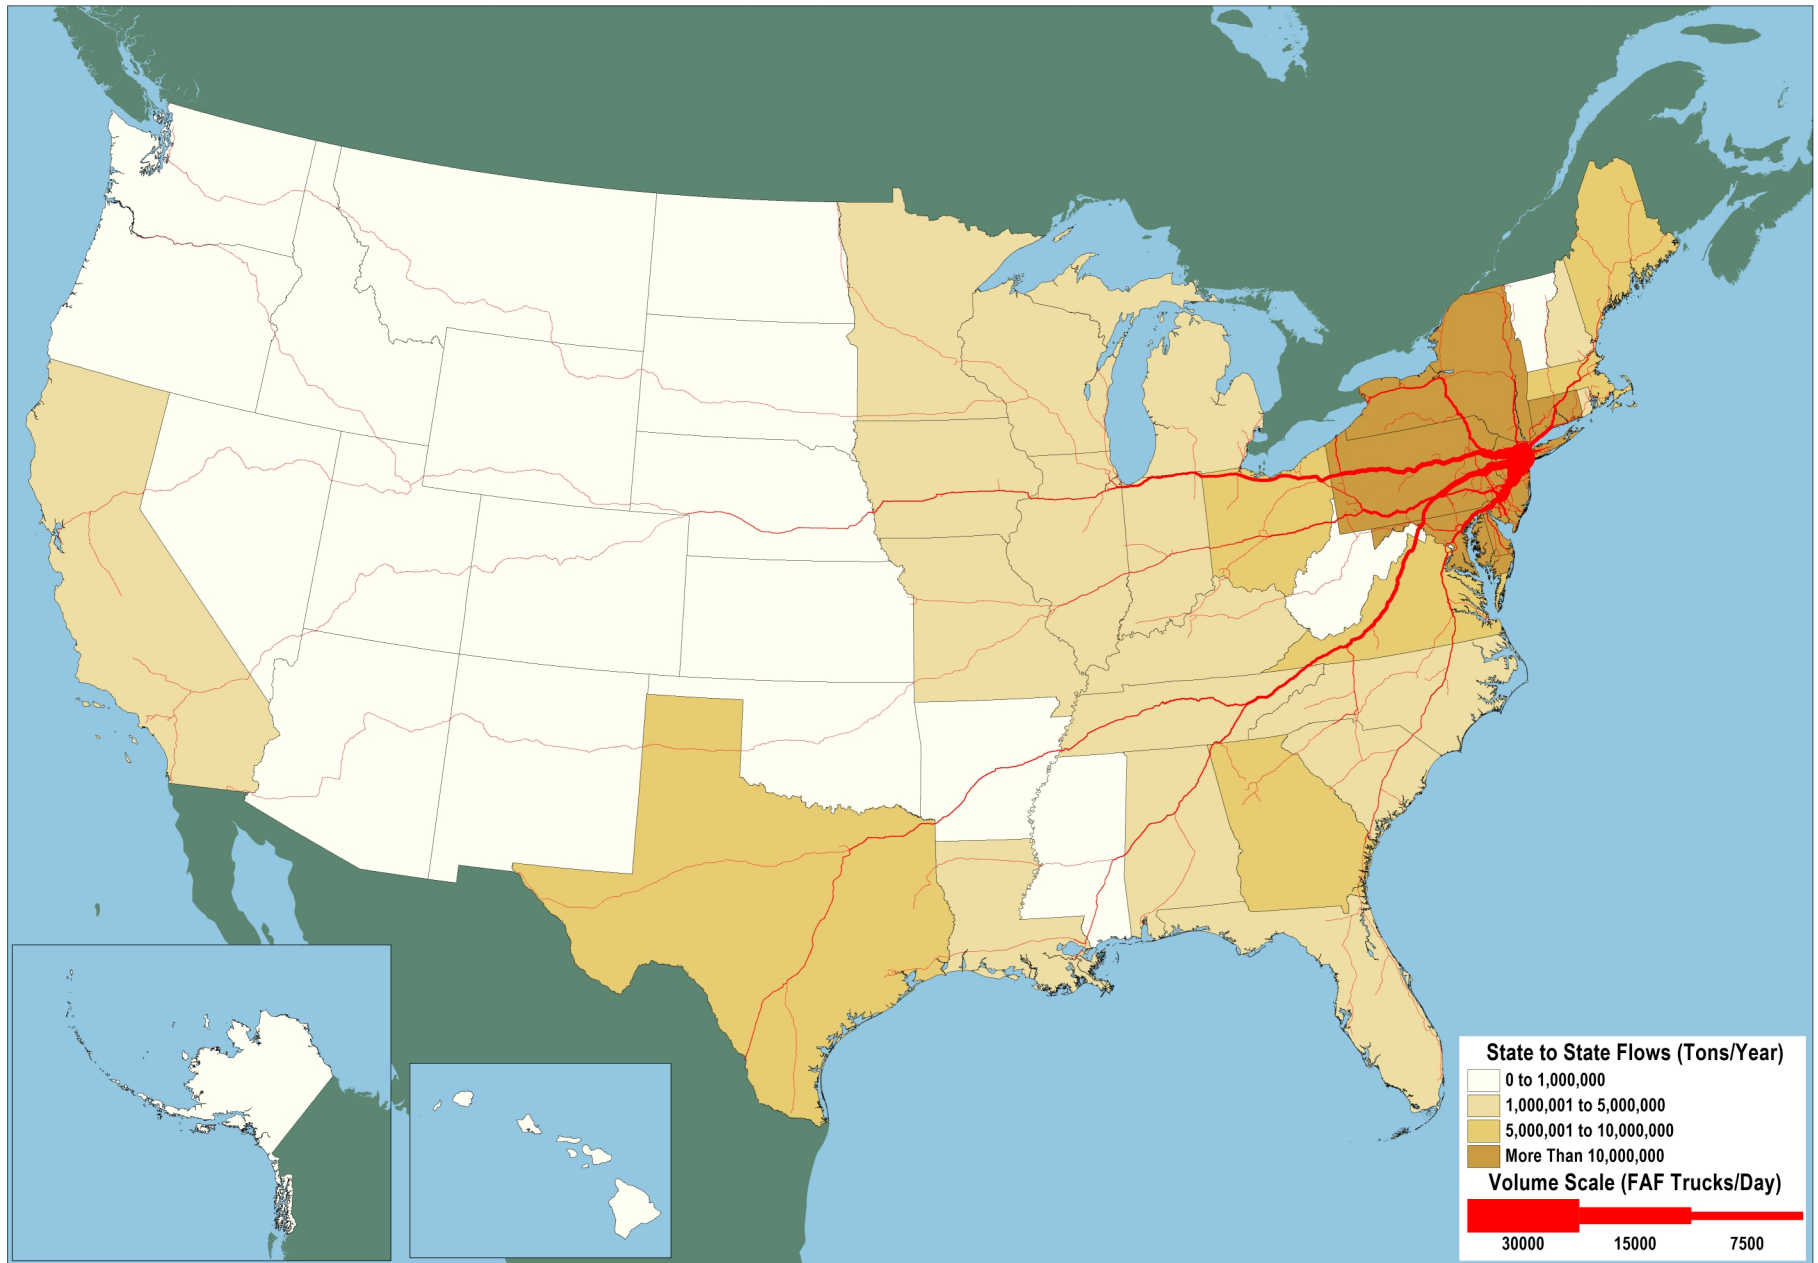 State to State Flows (Tons/Year)
0 to 1,000,000
1,000,001 to 5,000,000
5,000,001 to 10,000,000
More Than 10,000,000
Volume Scale (FAF Trucks/Day)
30000 15000 7500